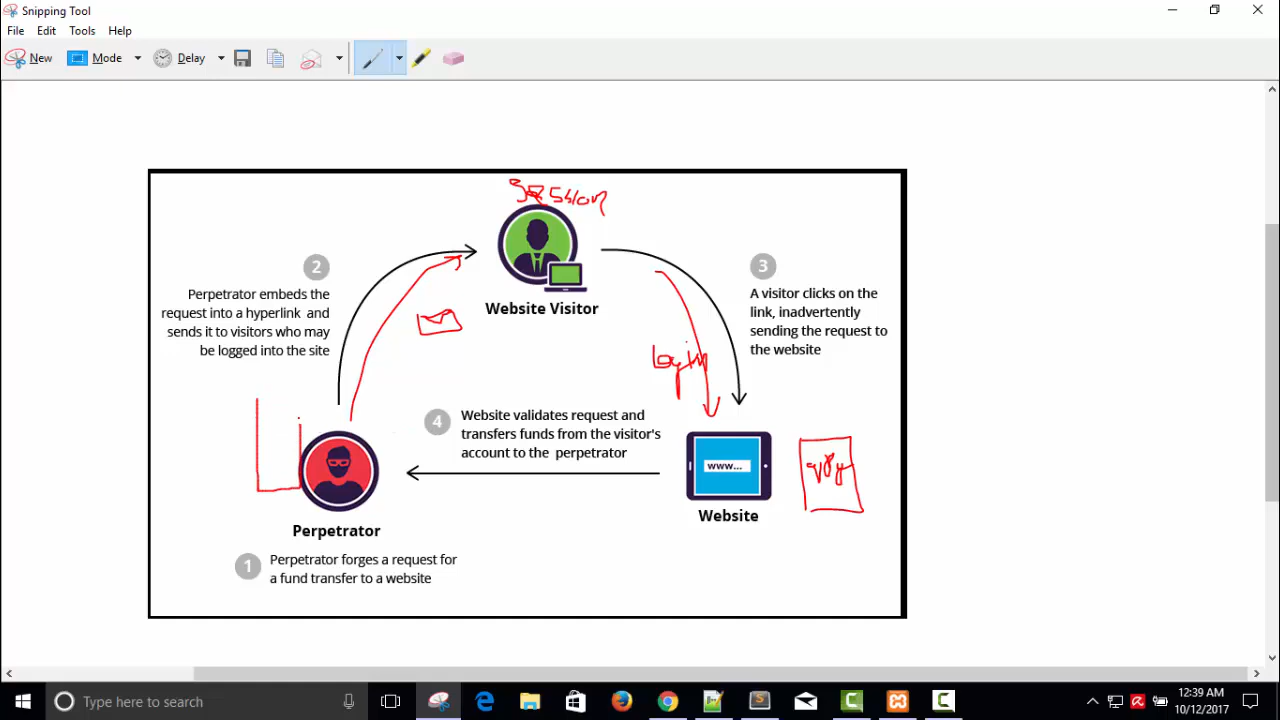 Snipping Tool
File Edit Tools Help
New Mode Delay
Session
2
Perpetrator embeds the
request into a hyperlink and
sends it to visitors who may
be logged into the site
Website Visitor
3
A visitor clicks on the
link, inadvertently
sending the request to
the website
login
4
Website validates request and
transfers funds from the visitor's
account to the perpetrator
www...
Website
Perpetrator
1
Perpetrator forges a request for
a fund transfer to a website
Type here to search
12:39 AM
10/12/2017